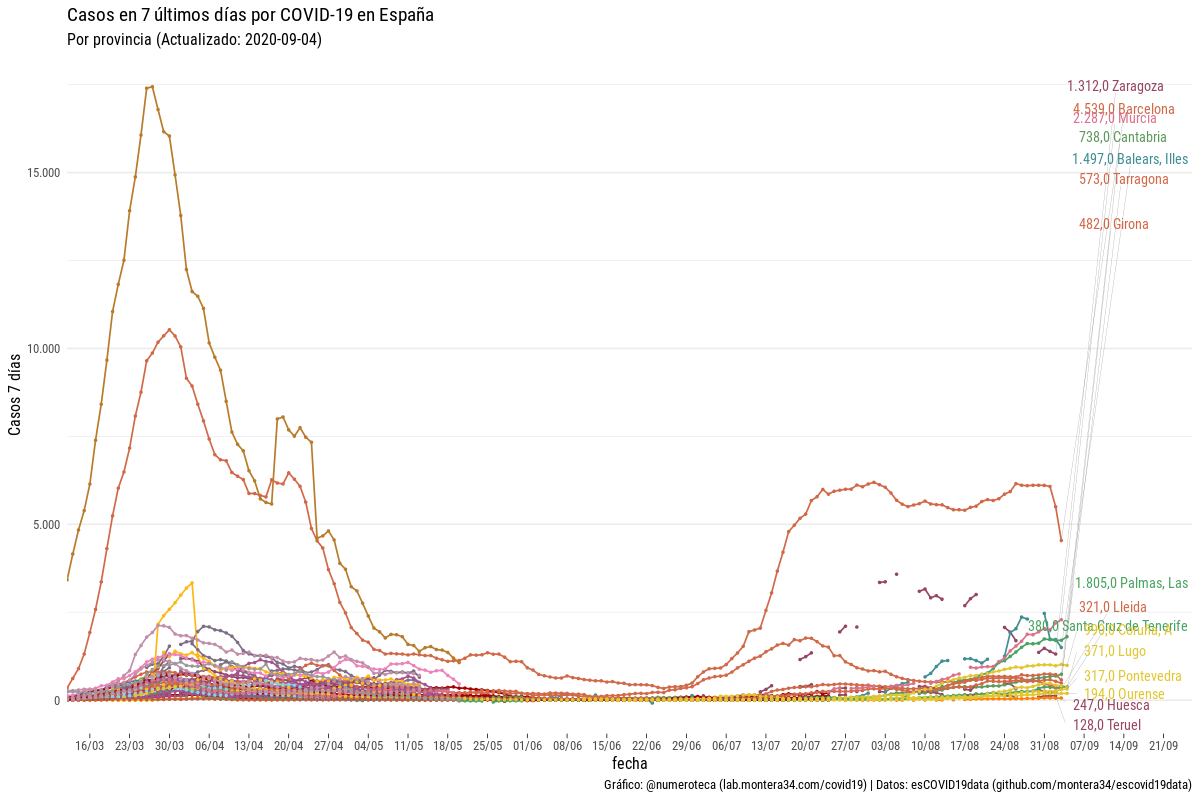 Casos en 7 últimos días por COVID-19 en España
Por provincia (Actualizado: 2020-09-04)
1.312,0 Zaragoza
4.539,0 Barcelona
2.287,0 Murcia
738,0 Cantabria
1.497,0 Balears, Illes
573,0 Tarragona
482,0 Girona
1.805,0 Palmas, Las
321,0 Lleida
380,0 Santa Cruz de Tenerife
Coruña, A
371,0 Lugo
317,0 Pontevedra
194,0 Ourense
247,0 Huesca
128,0 Teruel
Casos 7 días
15.000
10.000
5.000
0
16/03 23/03 30/03 06/04 13/04 20/04 27/04 04/05 11/05 18/05 25/05 01/06 08/06 15/06 22/06 29/06 06/07 13/07 20/07 27/07 03/08 10/08 17/08 24/08 31/08 07/09 14/09 21/09
fecha
Gráfico: @numeroteca (lab.montera34.com/covid19) | Datos: esCOVID19data (github.com/montera34/escovid19data)